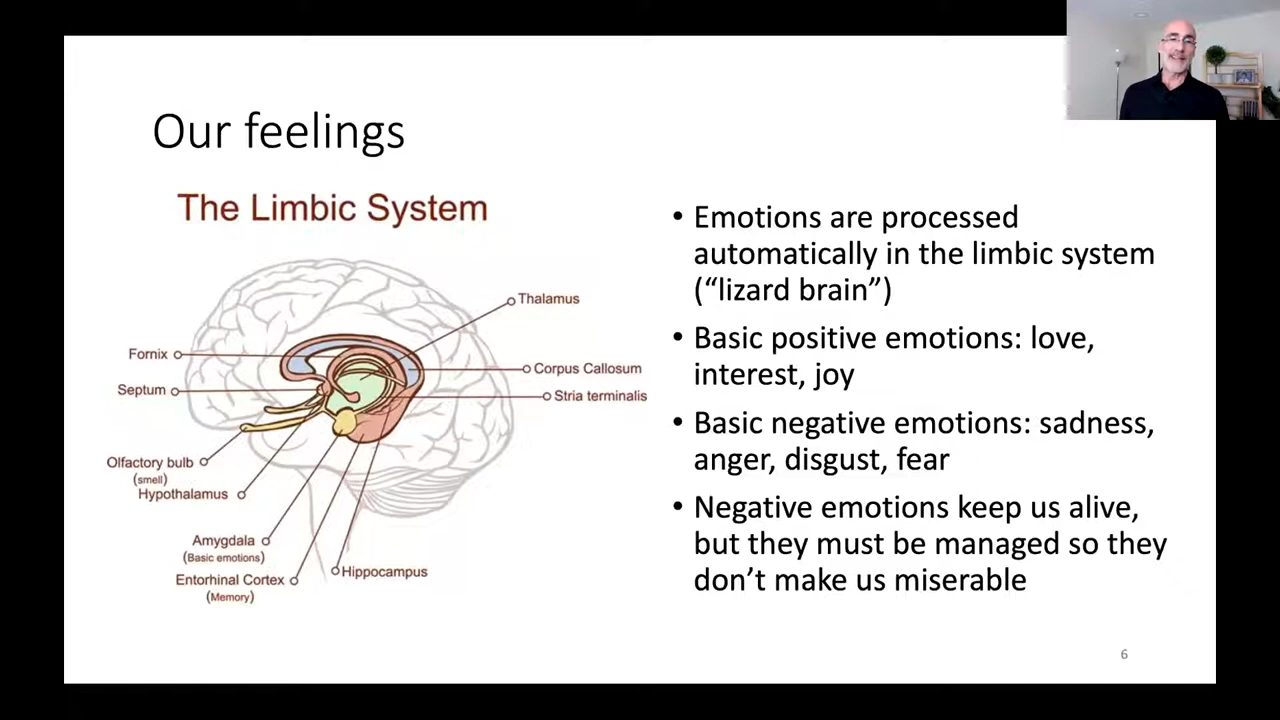 Our feelings
The Limbic System
Thalamus
Fornix
Corpus Callosum
Septum
Stria terminalis
Olfactory bulb
(smell)
Hypothalamus
Amygdala
(Basic emotions)
Entorhinal Cortex
(Memory)
Hippocampus
• Emotions are processed
automatically in the limbic system
(“lizard brain”)
• Basic positive emotions: love,
interest, joy
• Basic negative emotions: sadness,
anger, disgust, fear
• Negative emotions keep us alive,
but they must be managed so they
don’t make us miserable
6